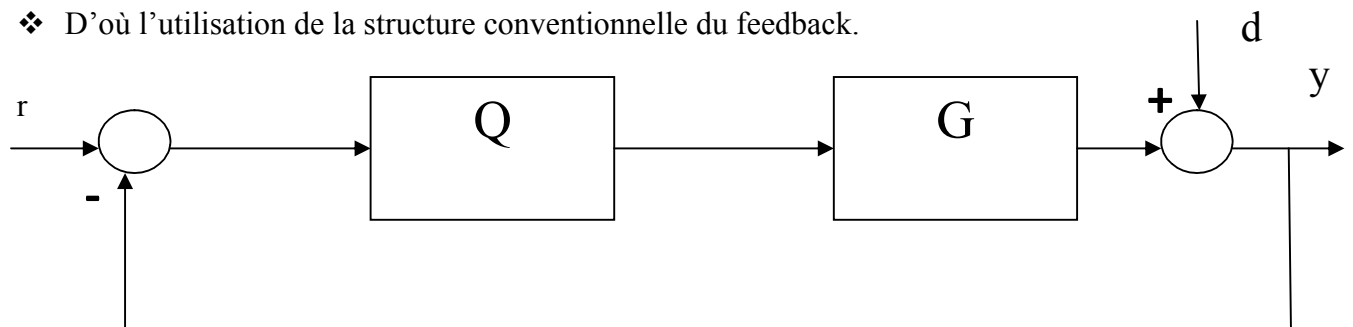 ❖ D’où l’utilisation de la structure conventionnelle du feedback.
d
y
r
+
Q
G
-